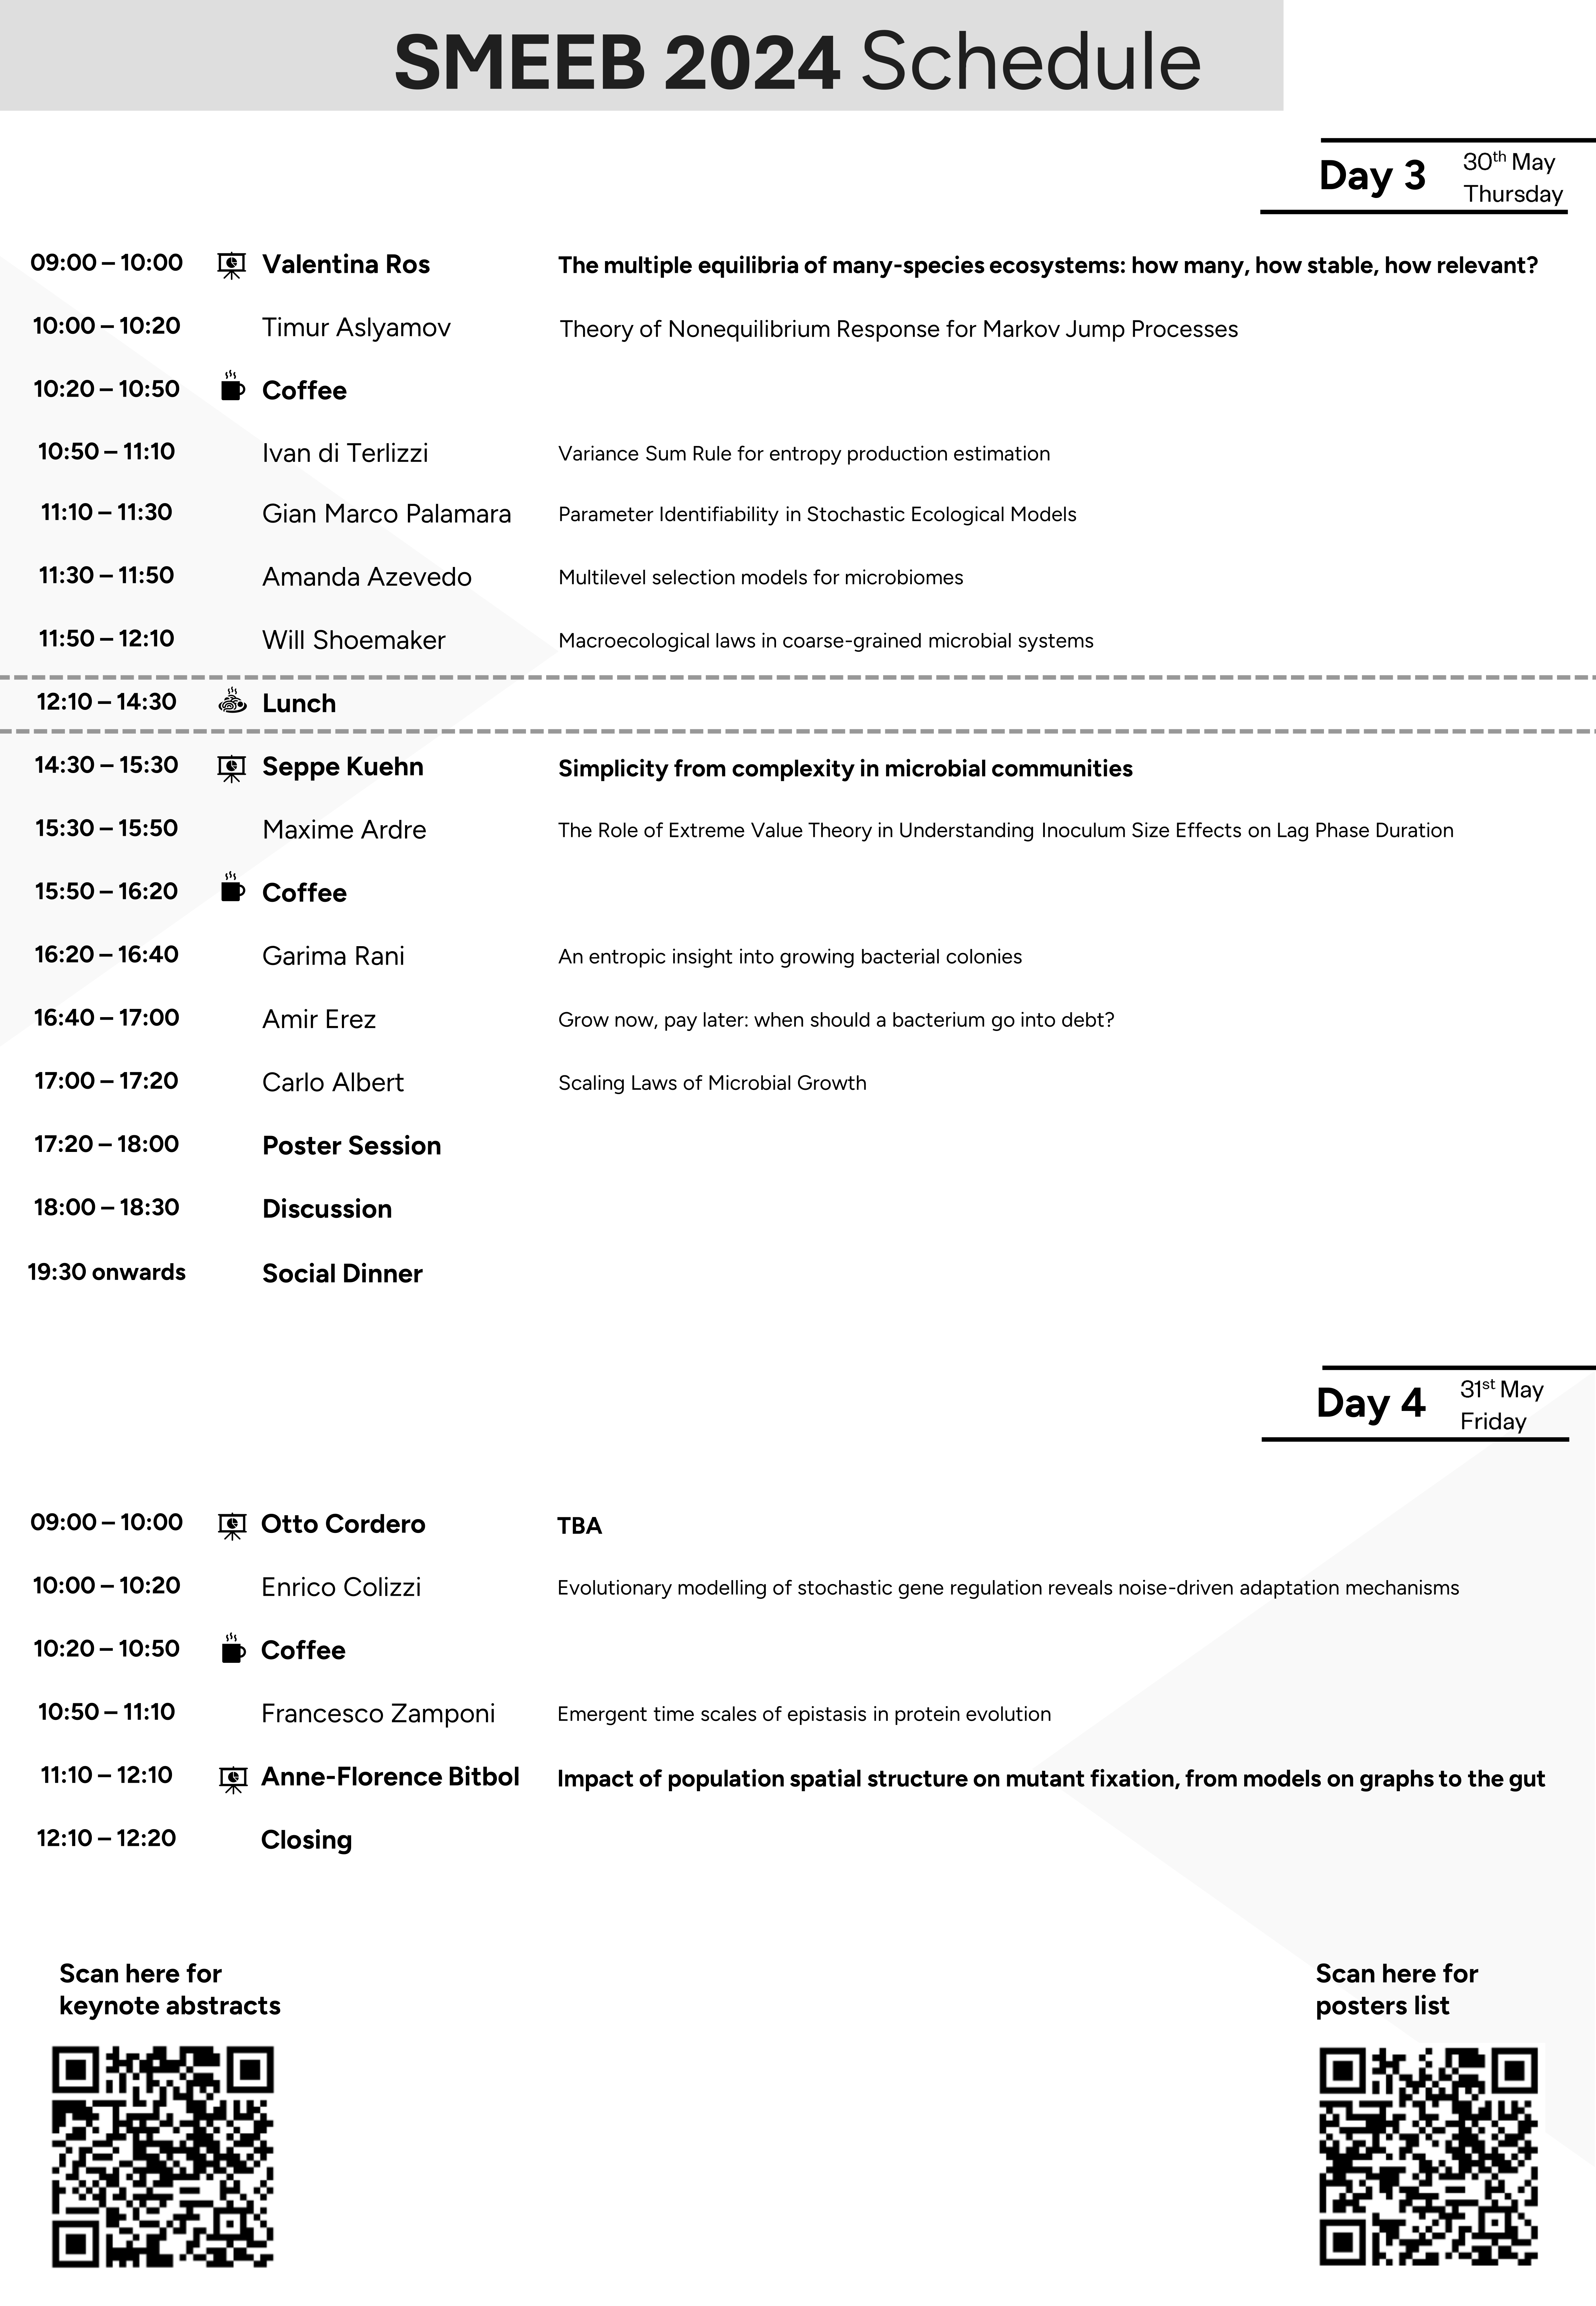 SMEEB 2024 Schedule
Day 3 30th May
Thursday
09:00 – 10:00 Valentina Ros The multiple equilibria of many-species ecosystems: how many, how stable, how relevant?
10:00 – 10:20 Timur Aslyamov Theory of Nonequilibrium Response for Markov Jump Processes
10:20 – 10:50 Coffee
10:50 – 11:10 Ivan di Terlizzi Variance Sum Rule for entropy production estimation
11:10 – 11:30 Gian Marco Palamara Parameter Identifiability in Stochastic Ecological Models
11:30 – 11:50 Amanda Azevedo Multilevel selection models for microbiomes
11:50 – 12:10 Will Shoemaker Macroecological laws in coarse-grained microbial systems
12:10 – 14:30 Lunch
14:30 – 15:30 Seppe Kuehn Simplicity from complexity in microbial communities
15:30 – 15:50 Maxime Ardre The Role of Extreme Value Theory in Understanding Inoculum Size Effects on Lag Phase Duration
15:50 – 16:20 Coffee
16:20 – 16:40 Garima Rani An entropic insight into growing bacterial colonies
16:40 – 17:00 Amir Erez Grow now, pay later: when should a bacterium go into debt?
17:00 – 17:20 Carlo Albert Scaling Laws of Microbial Growth
17:20 – 18:00 Poster Session
18:00 – 18:30 Discussion
19:30 onwards Social Dinner
Day 4 31st May
Friday
09:00 – 10:00 Otto Cordero TBA
10:00 – 10:20 Enrico Colizzi Evolutionary modelling of stochastic gene regulation reveals noise-driven adaptation mechanisms
10:20 – 10:50 Coffee
10:50 – 11:10 Francesco Zamponi Emergent time scales of epistasis in protein evolution
11:10 – 12:10 Anne-Florence Bitbol Impact of population spatial structure on mutant fixation, from models on graphs to the gut
12:10 – 12:20 Closing
Scan here for
keynote abstracts
Scan here for
posters list